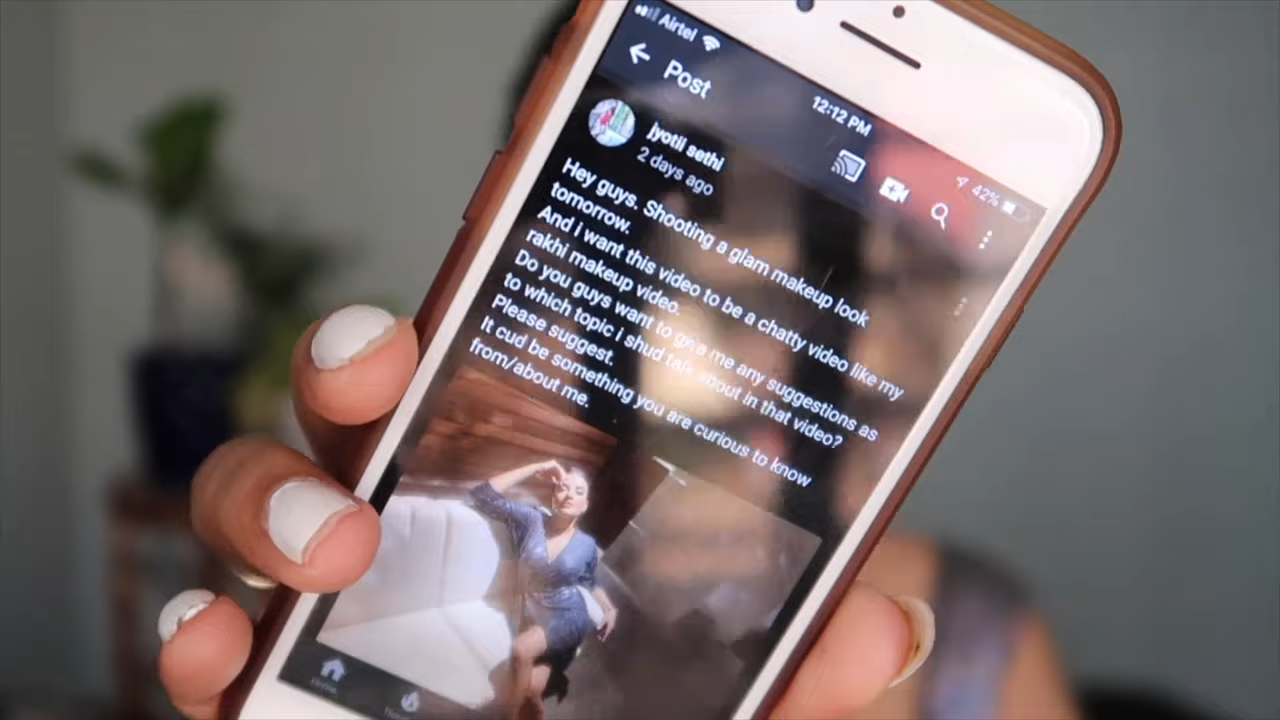 Airtel
12:12 PM
42%
Post
jyotii sethi
2 days ago
Hey guys. Shooting a glam makeup look
tomorrow.
And i want this video to be a chatty video like my
rakhi makeup video.
Do you guys want to give me any suggestions as
to which topic i shud talk about in that video?
Please suggest.
It cud be something you are curious to know
from/about me.
Home